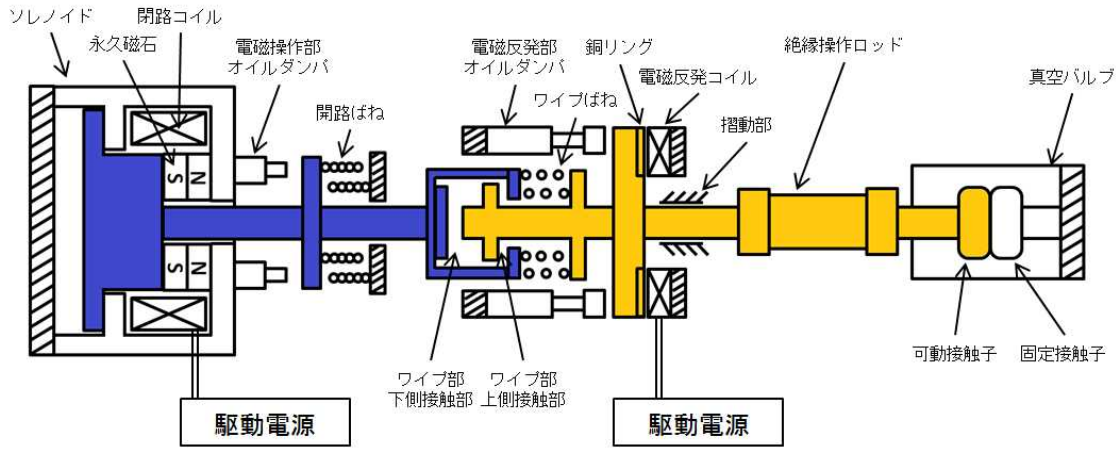 ソレノイド
閉路コイル
永久磁石
電磁操作部
オイルダンパ
開路ばね
電磁反発部
オイルダンパ
ワイプばね
銅リング
電磁反発コイル
摺動部
絶縁操作ロッド
真空バルブ
S
N
S
N
ワイプ部
下側接触部
ワイプ部
上側接触部
可動接触子
固定接触子
駆動電源
駆動電源